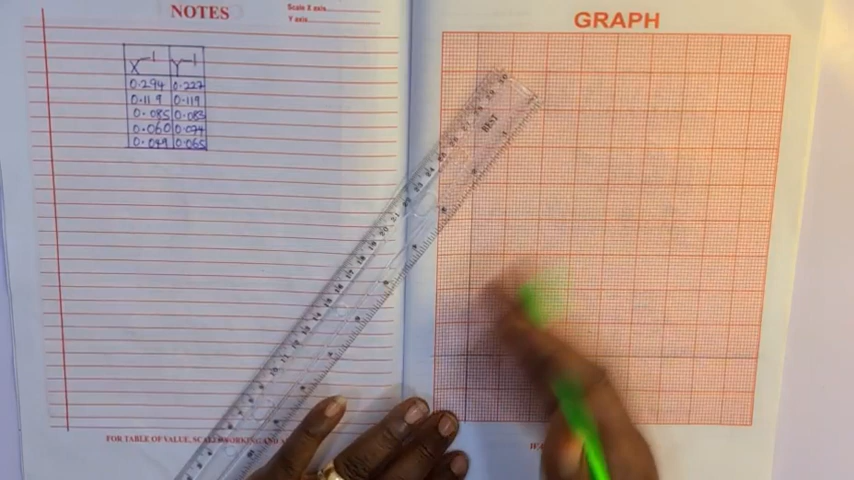 NOTES
Scale X axis
Y axis
GRAPH
X⁻¹ Y⁻¹
0.294 0.227
0.119 0.119
0.085 0.083
0.060 0.074
0.049 0.065
BEST
FOR TABLE OF VALUE, SCALE WORKING AND